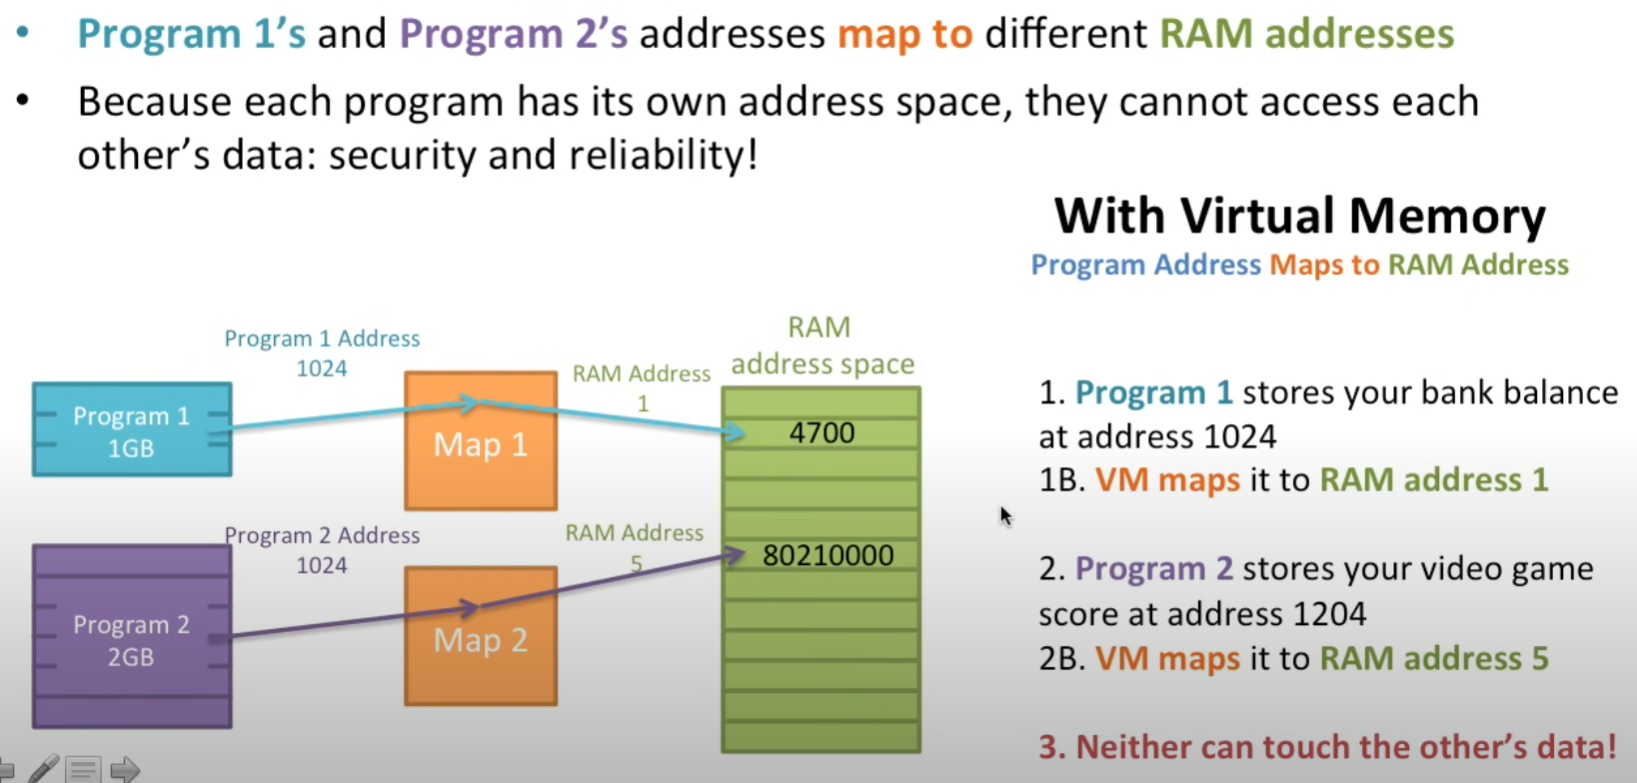 • Program 1’s and Program 2’s addresses map to different RAM addresses
• Because each program has its own address space, they cannot access each
other’s data: security and reliability!
With Virtual Memory
Program Address Maps to RAM Address
Program 1 Address
1024
RAM Address
1
RAM
address space
Program 1
1GB
Map 1
4700
Program 2 Address
1024
RAM Address
5
80210000
Program 2
2GB
Map 2
1. Program 1 stores your bank balance
at address 1024
1B. VM maps it to RAM address 1
2. Program 2 stores your video game
score at address 1204
2B. VM maps it to RAM address 5
3. Neither can touch the other’s data!